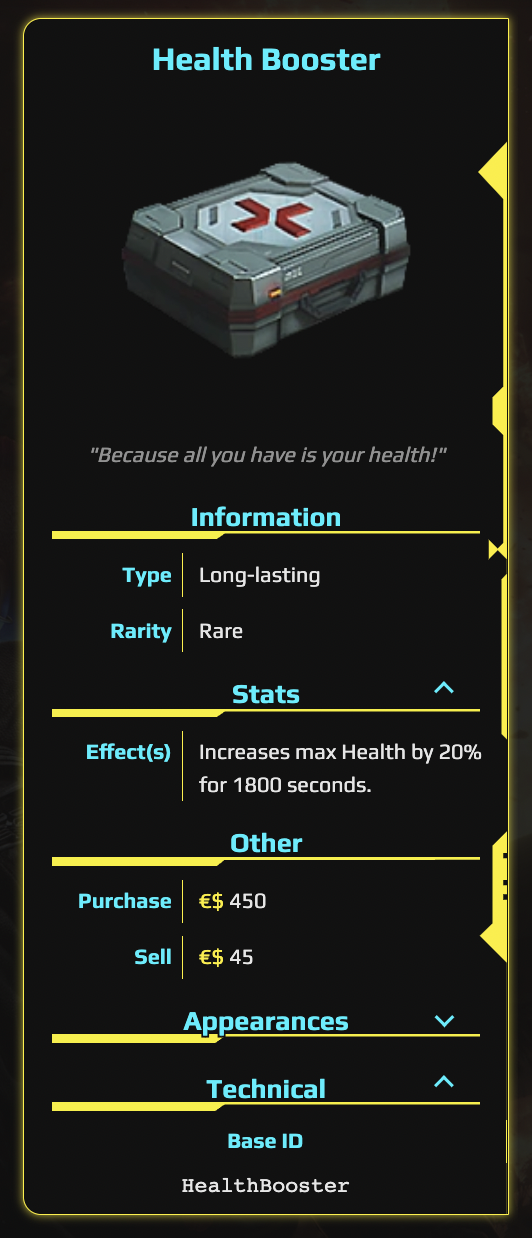 Health Booster
"Because all you have is your health!"
Information
Type Long-lasting
Rarity Rare
Stats
Effect(s) Increases max Health by 20%
for 1800 seconds.
Other
Purchase €$ 450
Sell €$ 45
Appearances
Technical
Base ID
HealthBooster